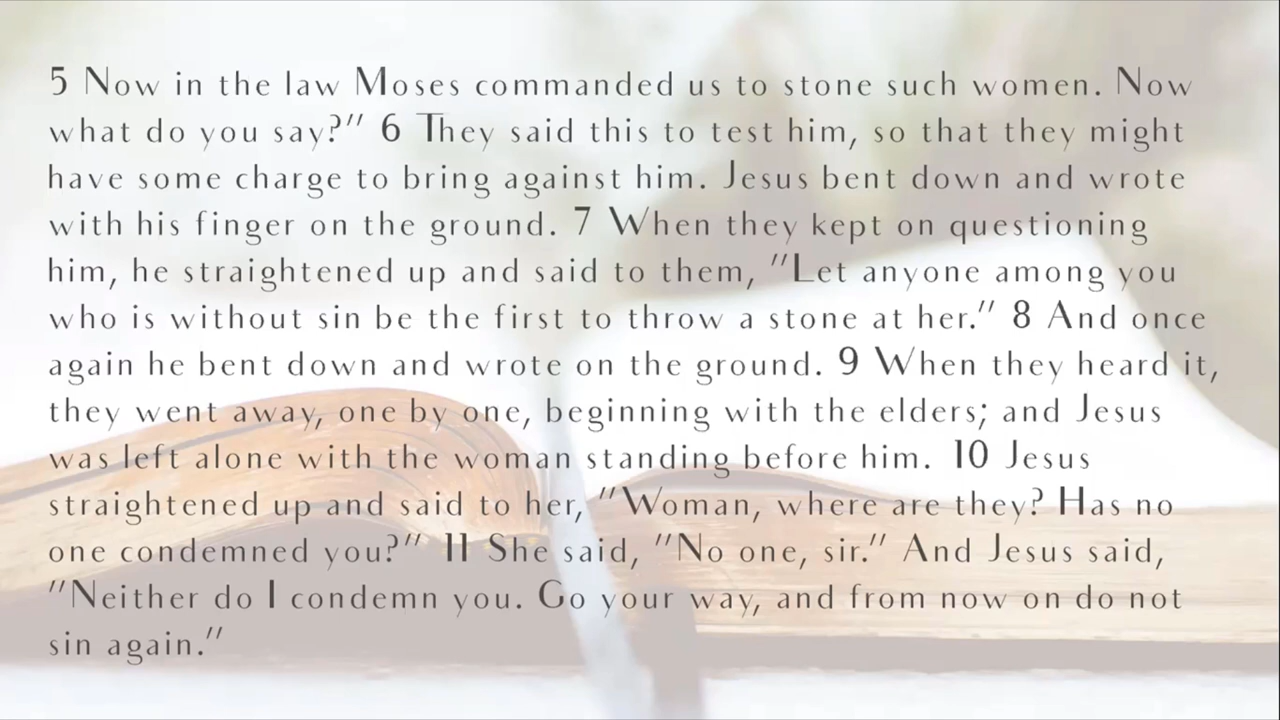 5 Now in the law Moses commanded us to stone such women. Now
what do you say?" 6 They said this to test him, so that they might
have some charge to bring against him. Jesus bent down and wrote
with his finger on the ground. 7 When they kept on questioning
him, he straightened up and said to them, "Let anyone among you
who is without sin be the first to throw a stone at her." 8 And once
again he bent down and wrote on the ground. 9 When they heard it,
they went away, one by one, beginning with the elders; and Jesus
was left alone with the woman standing before him. 10 Jesus
straightened up and said to her, "Woman, where are they? Has no
one condemned you?" 11 She said, "No one, sir." And Jesus said,
"Neither do I condemn you. Go your way, and from now on do not
sin again."